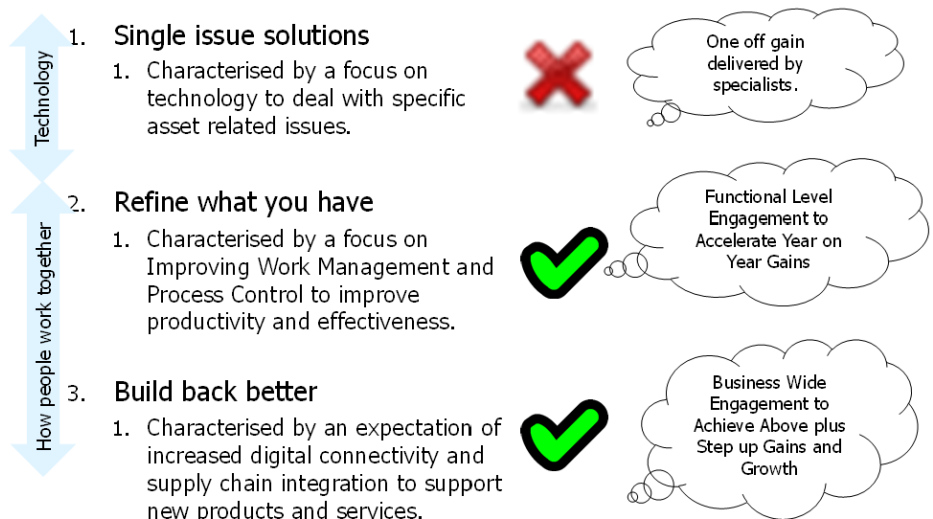 Technology
1. Single issue solutions
1. Characterised by a focus on
technology to deal with specific
asset related issues.
One off gain
delivered by
specialists.
How people work together
2. Refine what you have
1. Characterised by a focus on
Improving Work Management and
Process Control to improve
productivity and effectiveness.
Functional Level
Engagement to
Accelerate Year on
Year Gains
3. Build back better
1. Characterised by an expectation of
increased digital connectivity and
supply chain integration to support
new products and services.
Business Wide
Engagement to
Achieve Above plus
Step up Gains and
Growth